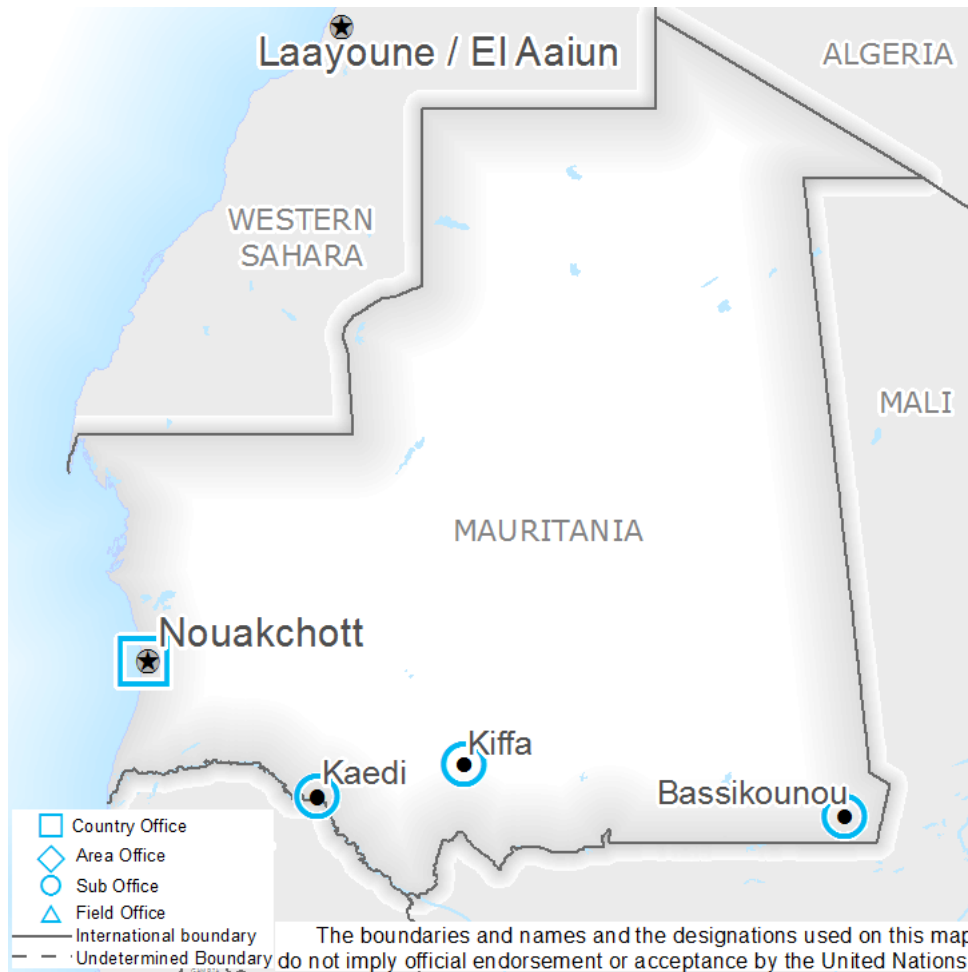 Laayoune / El Aaiun
ALGERIA
WESTERN
SAHARA
MALI
MAURITANIA
Nouakchott
Kiffa
Kaedi
Bassikounou
Country Office
Area Office
Sub Office
Field Office
International boundary
Undetermined Boundary
The boundaries and names and the designations used on this map
do not imply official endorsement or acceptance by the United Nations